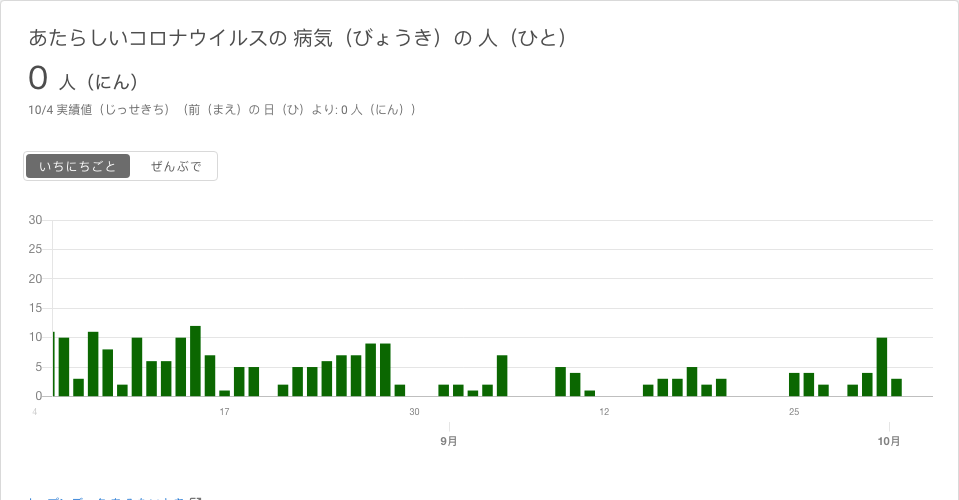 あたらしいコロナウイルスの 病気（びょうき）の 人（ひと）
0 人（にん）
10/4 実績値（じっせきち）（前（まえ）の 日（ひ）より: 0 人（にん））
いちにちごと ぜんぶで
30
25
20
15
10
5
0
4 17 30 12 25
9月 10月